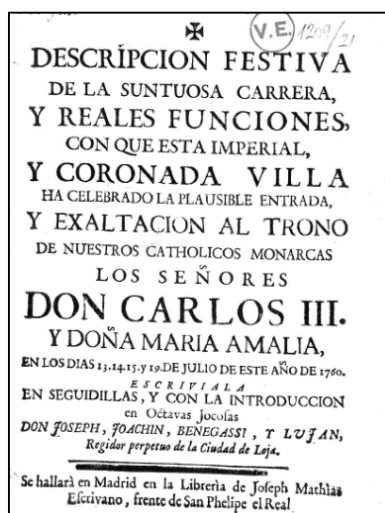 ✠
V.E. 1209/21
DESCRÍPCION FESTIVA
DE LA SUNTUOSA CARRERA,
Y REALES FUNCIONES,
CON QUE ESTA IMPERIAL,
Y CORONADA VILLA
HA CELEBRADO LA PLAUSIBLE ENTRADA,
Y EXALTACION AL TRONO
DE NUESTROS CATHOLICOS MONARCAS
LOS SEÑORES
DON CARLOS III.
Y DOÑA MARIA AMALIA,
EN LOS DIAS 13.14.15.y 19.DE JULIO DE ESTE AÑO DE 1760.
ESCRIVIALA
EN SEGUIDILLAS, Y CON LA INTRODUCCION
en Octavas Jocosas
DON JOSEPH, JOACHIN, BENEGASSI, Y LUJAN,
Regidor perpetuo de la Ciudad de Loja.
Se hallarà en Madrid en la Librerìa de Joseph Mathìas
Escrivano, frente de San Phelipe el Real